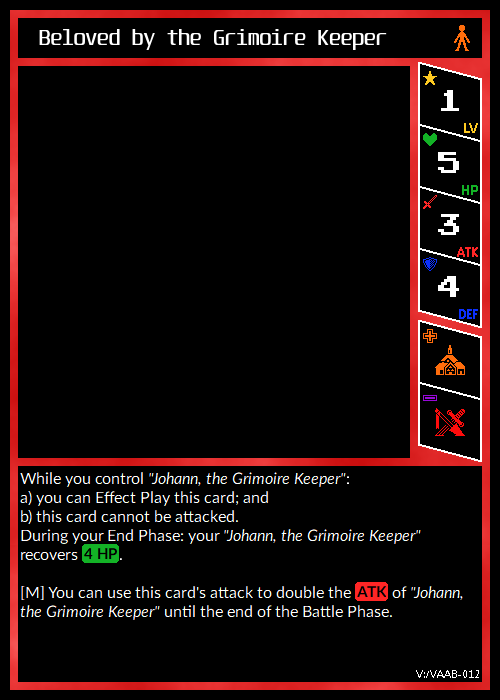 Beloved by the Grimoire Keeper
1
LV
5
HP
3
ATK
4
DEF
While you control "Johann, the Grimoire Keeper":
a) you can Effect Play this card; and
b) this card cannot be attacked.
During your End Phase: your "Johann, the Grimoire Keeper"
recovers 4 HP.
[M] You can use this card's attack to double the ATK of "Johann,
the Grimoire Keeper" until the end of the Battle Phase.
V:/VAAB-012